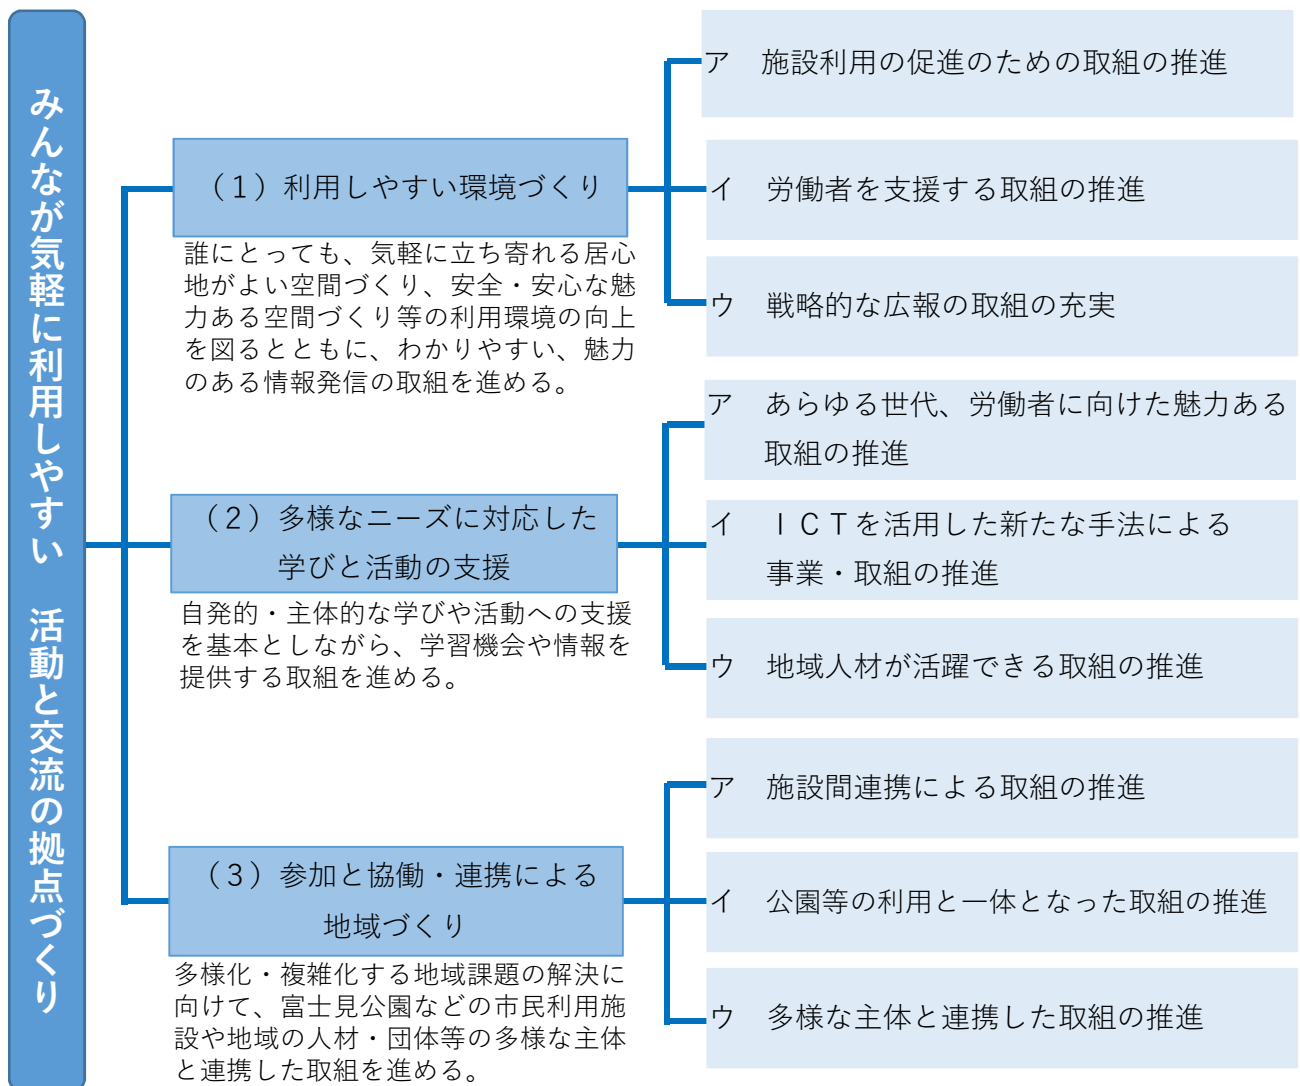 みんなが気軽に利用しやすい　活動と交流の拠点づくり
（１）利用しやすい環境づくり
誰にとっても、気軽に立ち寄れる居心
地がよい空間づくり、安全・安心な魅
力ある空間づくり等の利用環境の向上
を図るとともに、わかりやすい、魅力
のある情報発信の取組を進める。
ア　施設利用の促進のための取組の推進
イ　労働者を支援する取組の推進
ウ　戦略的な広報の取組の充実
（２）多様なニーズに対応した
学びと活動の支援
自発的・主体的な学びや活動への支援
を基本としながら、学習機会や情報を
提供する取組を進める。
ア　あらゆる世代、労働者に向けた魅力ある
取組の推進
イ　ＩＣＴを活用した新たな手法による
事業・取組の推進
ウ　地域人材が活躍できる取組の推進
（３）参加と協働・連携による
地域づくり
多様化・複雑化する地域課題の解決に
向けて、富士見公園などの市民利用施
設や地域の人材・団体等の多様な主体
と連携した取組を進める。
ア　施設間連携による取組の推進
イ　公園等の利用と一体となった取組の推進
ウ　多様な主体と連携した取組の推進